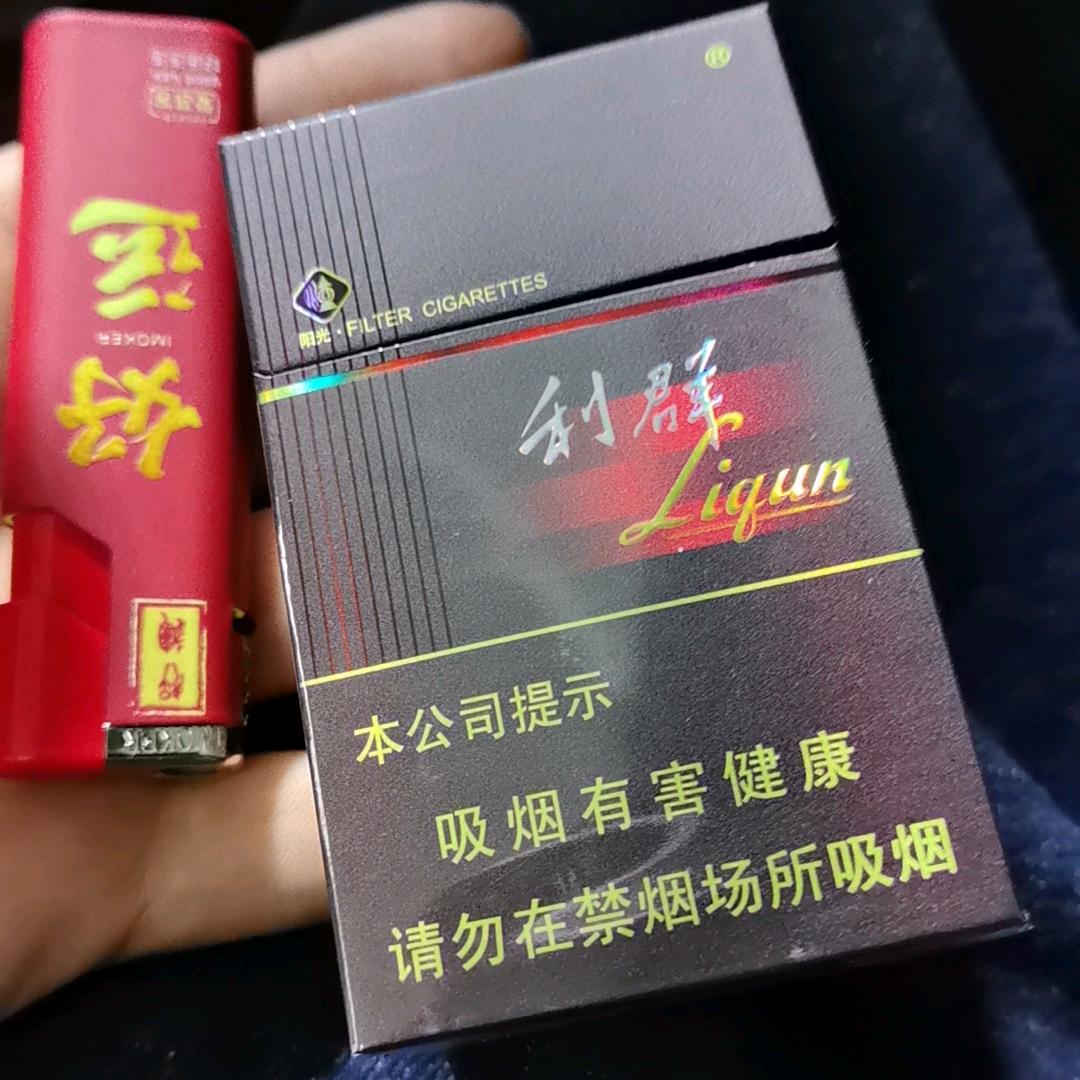 ®
阳光·FILTER CIGARETTES
利群
Liqun
本公司提示
吸烟有害健康
请勿在禁烟场所吸烟
好运
IMOKER